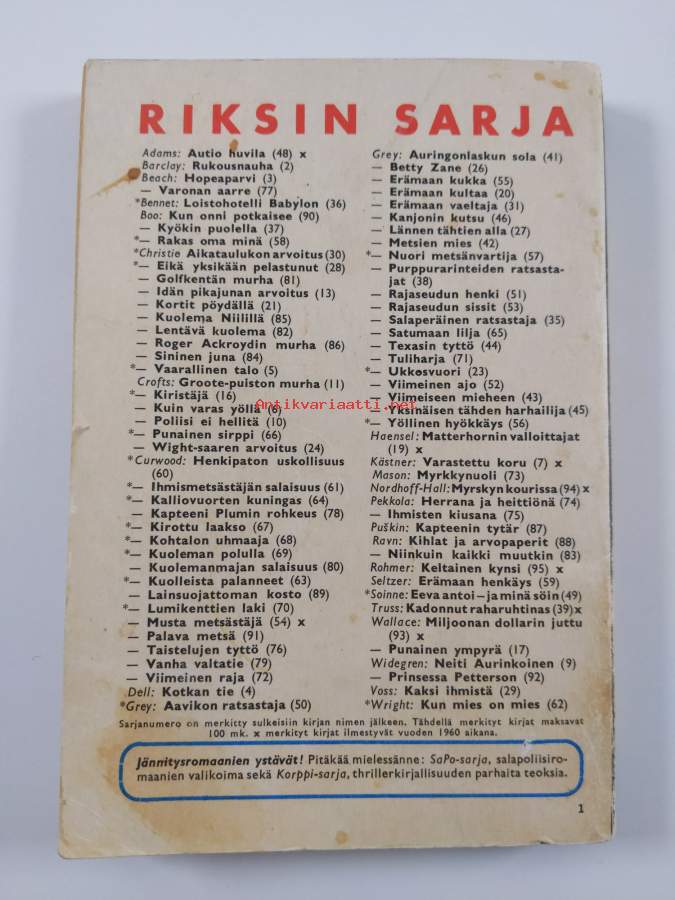 RIKSIN SARJA
Adams: Autio huvila (48) x
Barclay: Rukousnauha (2)
Beach: Hopeaparvi (3)
— Varonan aarre (77)
*Bennet: Loistohotelli Babylon (36)
Boo: Kun onni potkaisee (90)
— Kyökin puolella (37)
*— Rakas oma minä (58)
*Christie Aikataulukon arvoitus (30)
*— Eikä yksikään pelastunut (28)
— Golfkentän murha (81)
— Idän pikajunan arvoitus (13)
— Kortit pöydällä (21)
— Kuolema Niilillä (85)
— Lentävä kuolema (82)
— Roger Ackroydin murha (86)
— Sininen juna (84)
*— Vaarallinen talo (5)
Crofts: Groote-puiston murha (11)
*— Kiristäjä (16)
— Kuin varas yöllä (6)
— Poliisi ei hellitä (10)
*— Punainen sirppi (66)
— Wight-saaren arvoitus (24)
*Curwood: Henkipaton uskollisuus
(60)
*— Ihmismetsästäjän salaisuus (61)
*— Kalliovuorten kuningas (64)
— Kapteeni Plumin rohkeus (78)
*— Kirottu laakso (67)
*— Kohtalon uhmaaja (68)
*— Kuoleman polulla (69)
— Kuolemanmajan salaisuus (80)
*— Kuolleista palanneet (63)
— Lainsuojattoman kosto (89)
*— Lumikenttien laki (70)
— Musta metsästäjä (54) x
— Palava metsä (91)
— Taistelujen tyttö (76)
— Vanha valtatie (79)
— Viimeinen raja (72)
Dell: Kotkan tie (4)
*Grey: Aavikon ratsastaja (50)
Grey: Auringonlaskun sola (41)
— Betty Zane (26)
— Erämaan kukka (55)
— Erämaan kultaa (20)
— Erämaan vaeltaja (31)
— Kanjonin kutsu (46)
— Lännen tähtien alla (27)
— Metsien mies (42)
*— Nuori metsänvartija (57)
— Purppurarinteiden ratsasta-
jat (38)
— Rajaseudun henki (51)
— Rajaseudun sissit (53)
— Salaperäinen ratsastaja (35)
— Satumaan lilja (65)
— Texasin tyttö (44)
— Tuliharja (71)
*— Ukkosvuori (23)
— Viimeinen ajo (52)
— Viimeiseen mieheen (43)
— Yksinäisen tähden harhailija (45)
*— Yöllinen hyökkäys (56)
Haensel: Matterhornin valloittajat
(19) x
Kästner: Varastettu koru (7) x
Mason: Myrkkynuoli (73)
Nordhoff-Hall: Myrskyn kourissa (94) x
Pekkola: Herrana ja heittiönä (74)
— Ihmisten kiusana (75)
Puškin: Kapteenin tytär (87)
Ravn: Kihlat ja arvopaperit (88)
— Niinkuin kaikki muutkin (83)
Rohmer: Keltainen kynsi (95) x
Seltzer: Erämaan henkäys (59)
*Soinne: Eeva antoi – ja minä söin (49)
Truss: Kadonnut raharuhtinas (39) x
Wallace: Miljoonan dollarin juttu
(93) x
— Punainen ympyrä (17)
Widegren: Neiti Aurinkoinen (9)
— Prinsessa Petterson (92)
Voss: Kaksi ihmistä (29)
*Wright: Kun mies on mies (62)
Antikvariaatti.net
Sarjanumero on merkitty sulkeisiin kirjan nimen jälkeen. Tähdellä merkityt kirjat maksavat
100 mk. x merkityt kirjat ilmestyvät vuoden 1960 aikana.
Jännitysromaanien ystävät! Pitäkää mielessänne: SaPo-sarja, salapoliisiro-
maanien valikoima sekä Korppi-sarja, thrillerkirjallisuuden parhaita teoksia.
1